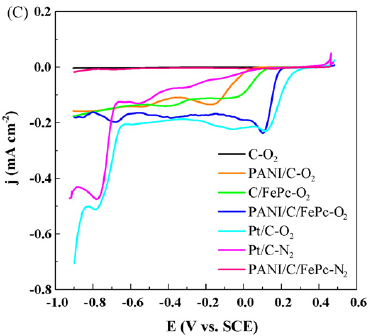 (C)
0.2
0.0
-0.2
-0.4
-0.6
-0.8
j (mA cm⁻²)
C-O₂
PANI/C-O₂
C/FePc-O₂
PANI/C/FePc-O₂
Pt/C-O₂
Pt/C-N₂
PANI/C/FePc-N₂
-1.0 -0.8 -0.6 -0.4 -0.2 0.0 0.2 0.4 0.6
E (V vs. SCE)